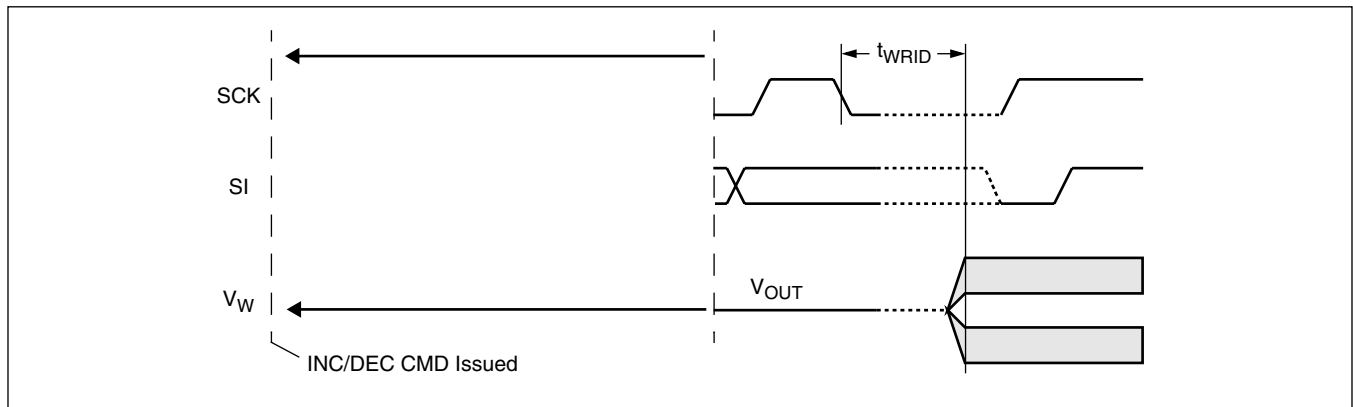 tWRID
SCK
SI
VW
VOUT
INC/DEC CMD Issued